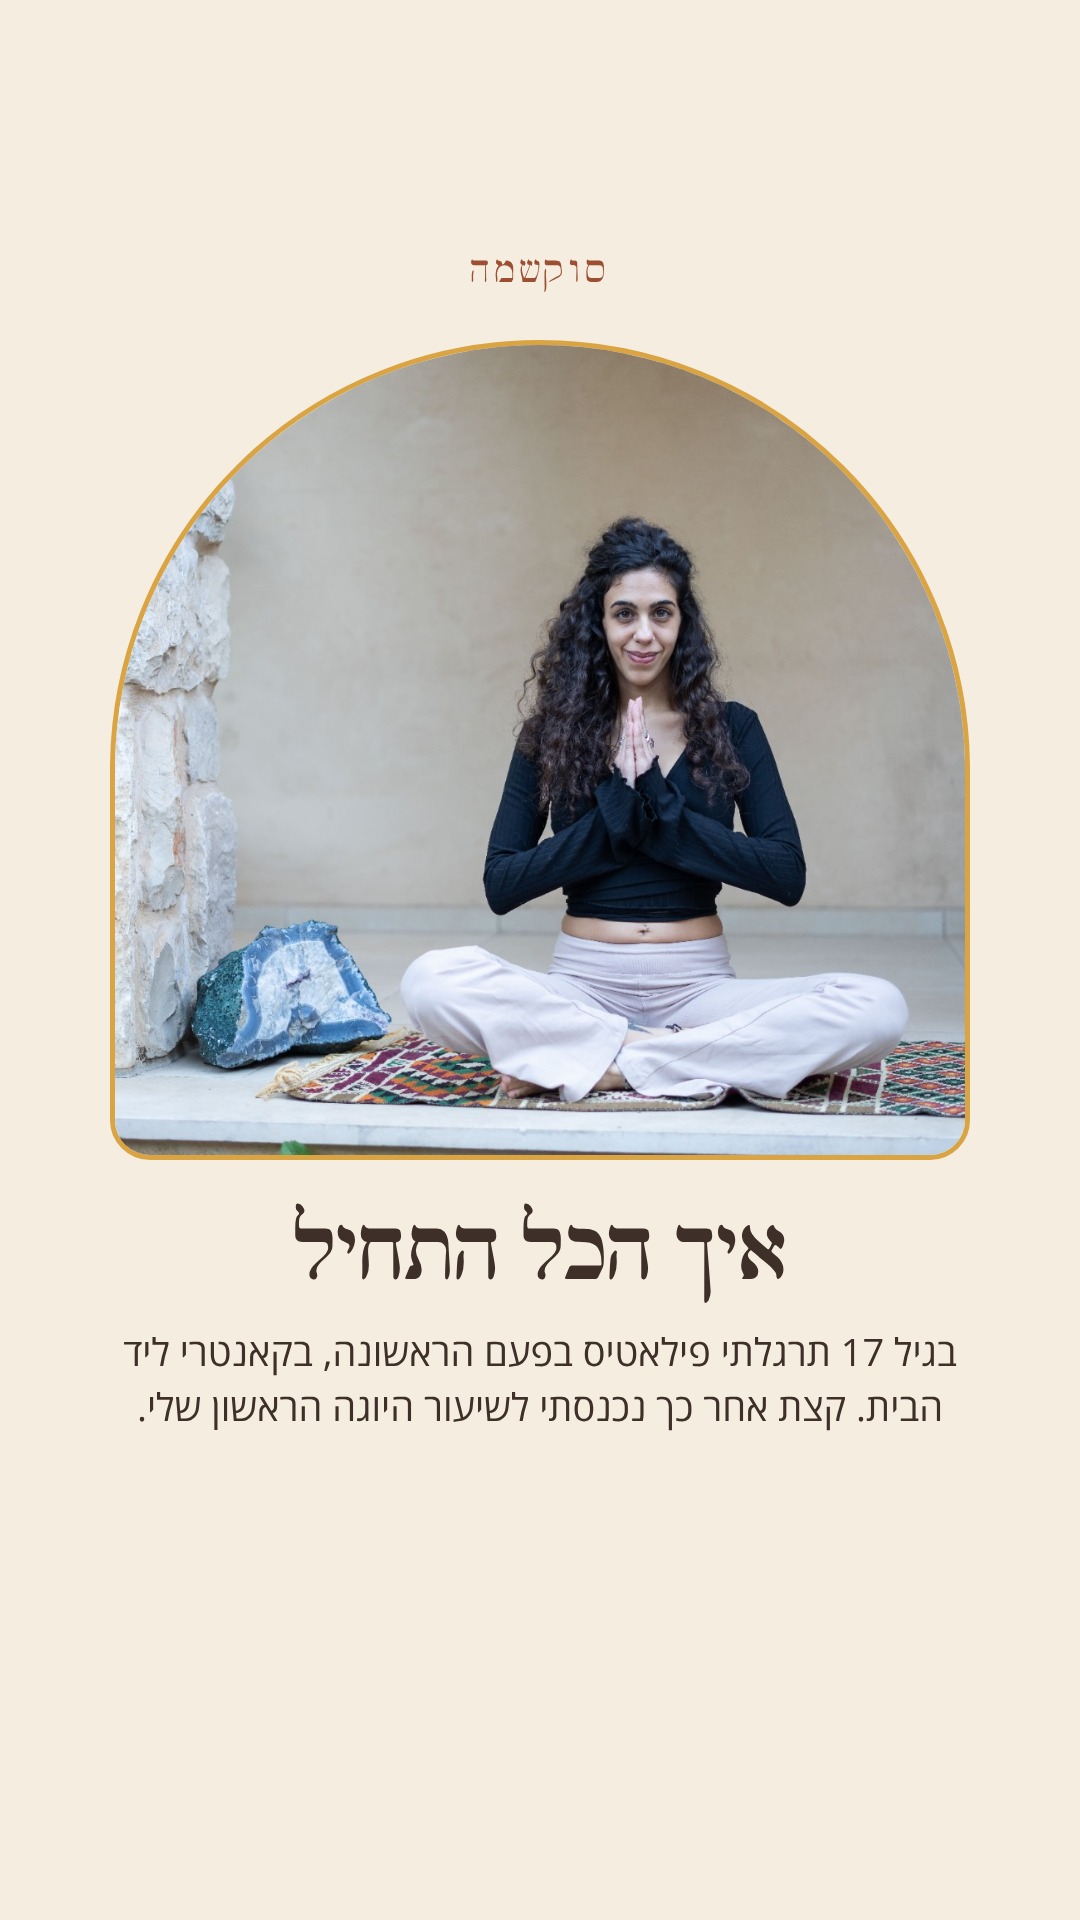 סוקשמה
איך הכל התחיל
בגיל 17 תרגלתי פילאטיס בפעם הראשונה, בקאנטרי ליד
הבית. קצת אחר כך נכנסתי לשיעור היוגה הראשון שלי.